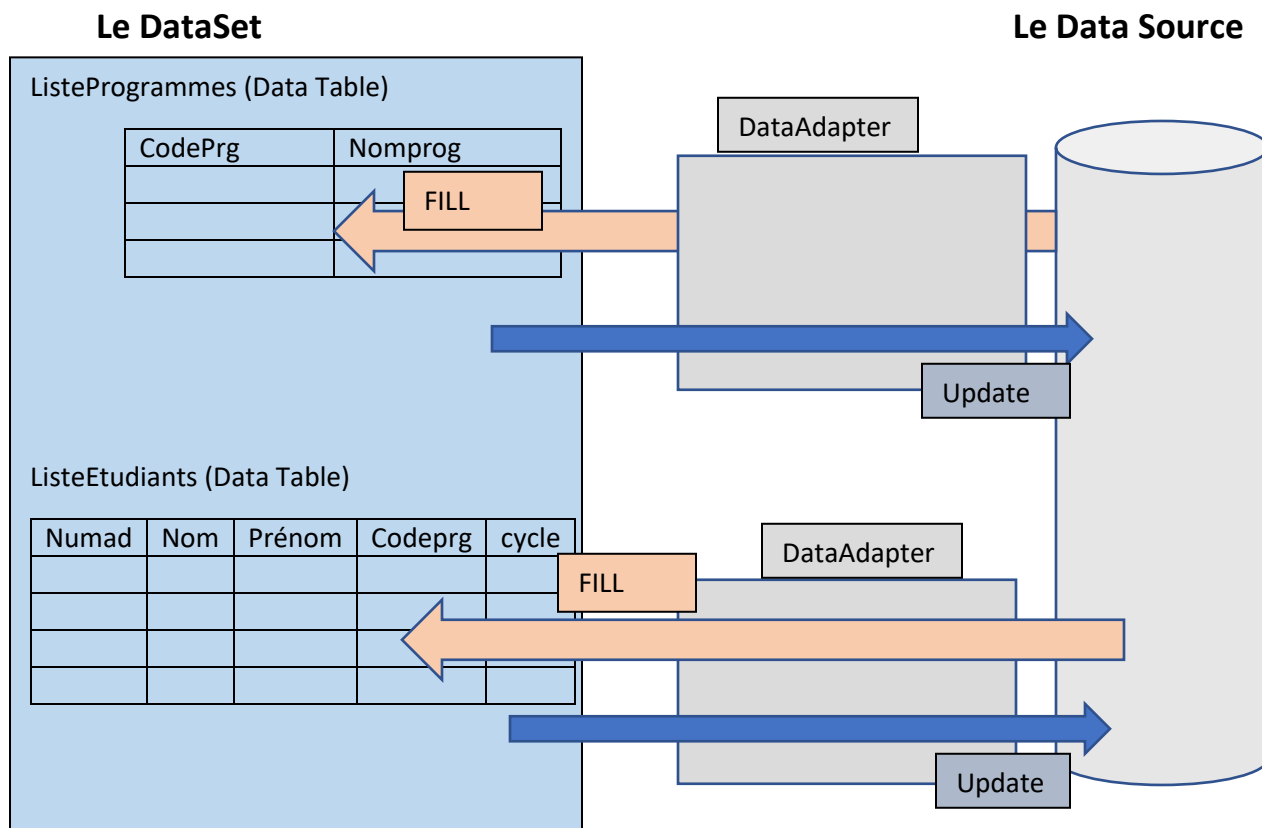 Le DataSet
Le Data Source
ListeProgrammes (Data Table)
DataAdapter
CodePrg Nomprog
FILL
Update
ListeEtudiants (Data Table)
Numad Nom Prénom Codeprg cycle
DataAdapter
FILL
Update